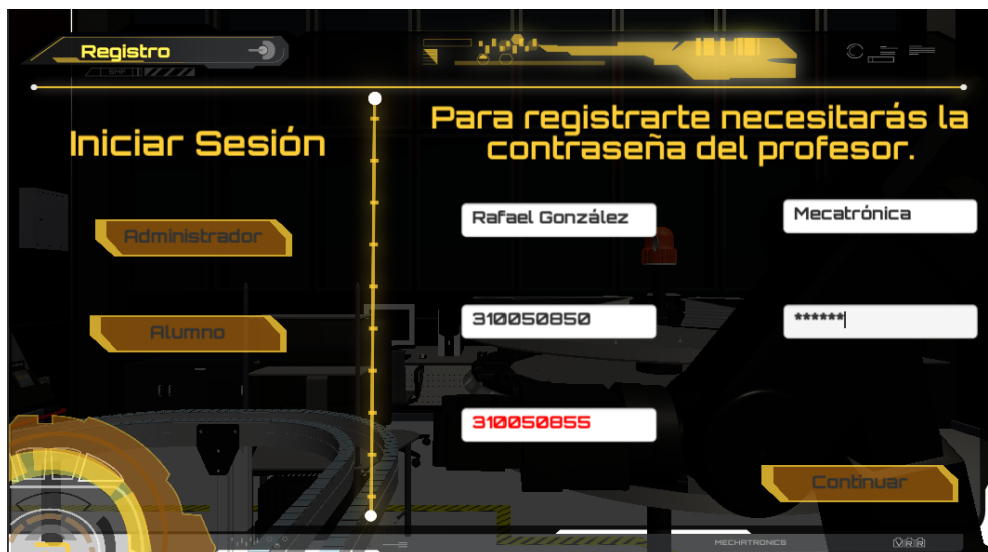 Registro
SMF
Iniciar Sesión
Administrador
Alumno
Para registrarte necesitarás la
contraseña del profesor.
Rafael González
Mecatrónica
310050850
******
310050855
Continuar
MECHATRONICS